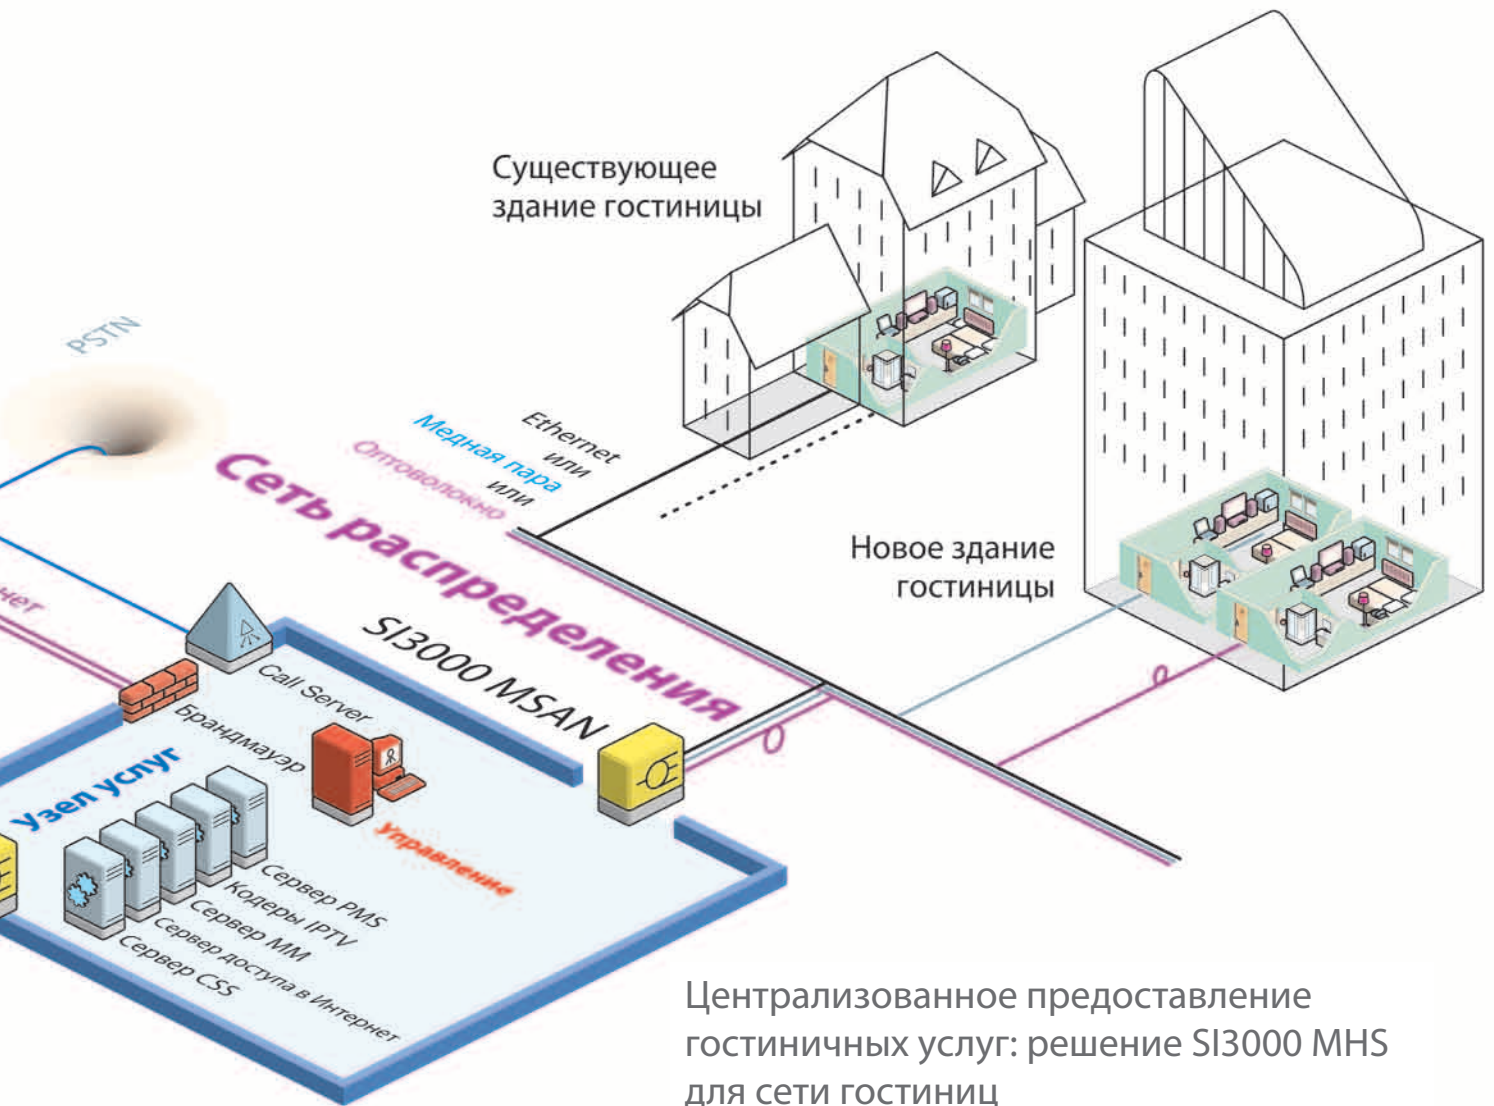 Существующее
здание гостиницы
PSTN
Ethernet
или
Медная пара
или
Оптоволокно
Сеть распределения
Новое здание
гостиницы
SI3000 MSAN
Call Server
Брандмауэр
Узел услуг
Управление
Сервер PMS
Кодеры IPTV
Сервер MM
Сервер доступа в Интернет
Сервер CSS
Централизованное предоставление
гостиничных услуг: решение SI3000 MHS
для сети гостиниц